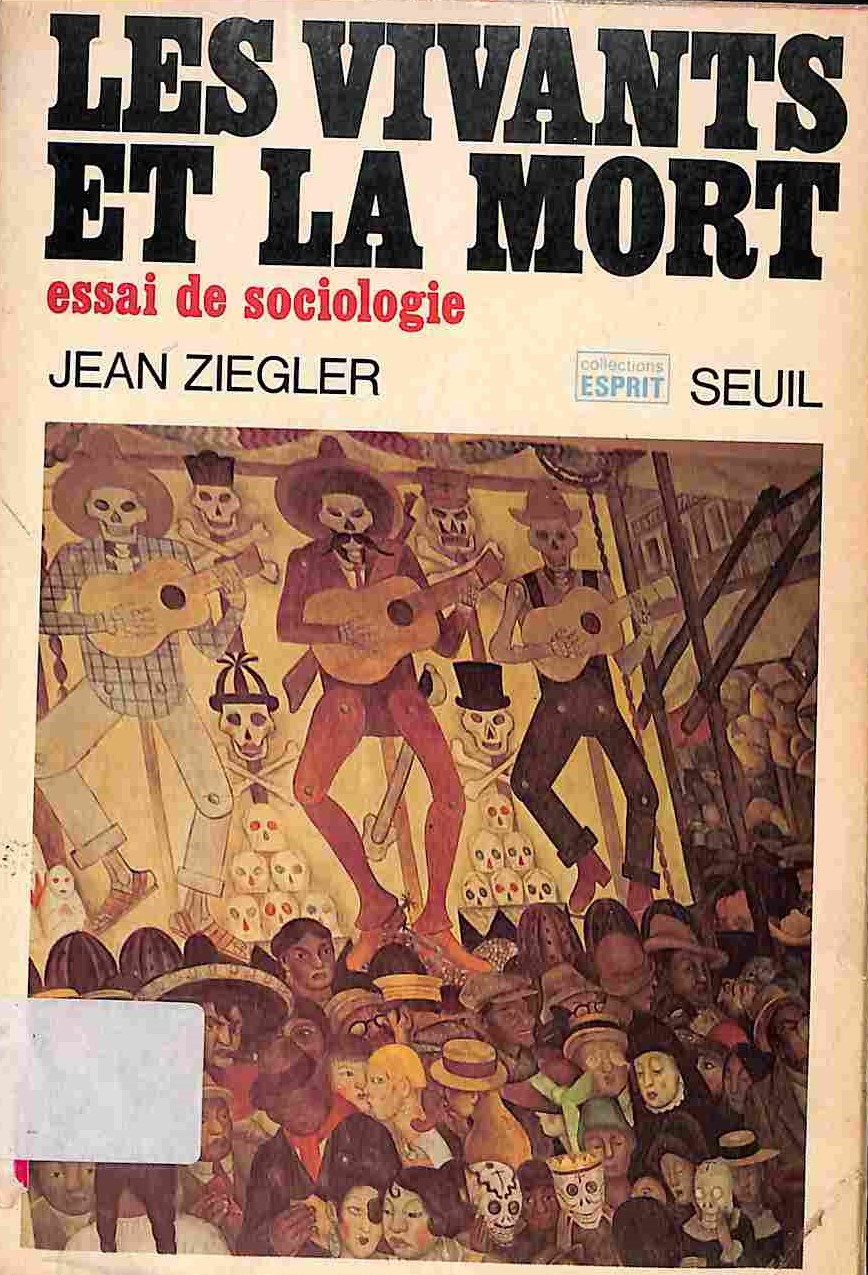 LES VIVANTS
ET LA MORT
essai de sociologie
JEAN ZIEGLER
collections
ESPRIT
SEUIL